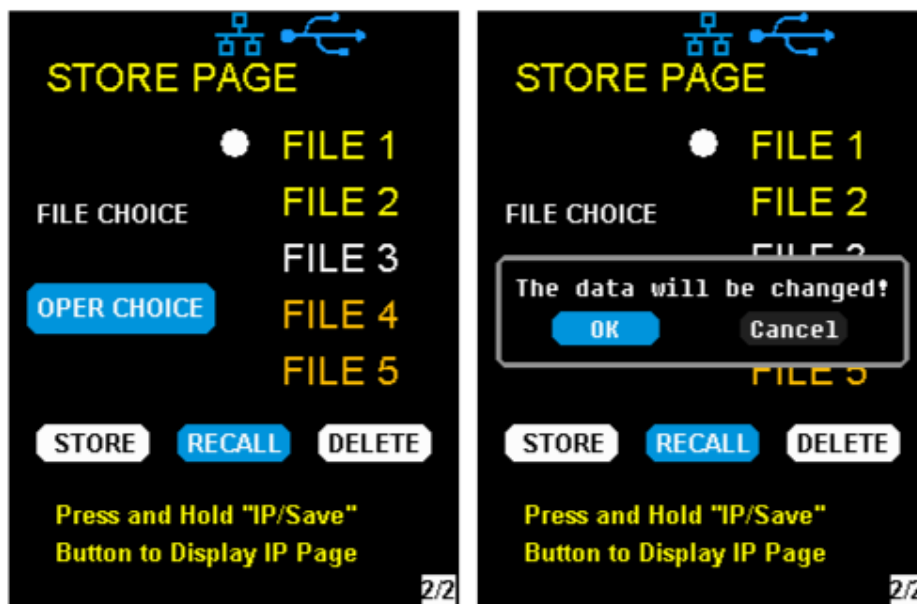 STORE PAGE
FILE 1
FILE CHOICE
FILE 2
FILE 3
OPER CHOICE
FILE 4
FILE 5
STORE RECALL DELETE
Press and Hold "IP/Save"
Button to Display IP Page
2/2
STORE PAGE
FILE 1
FILE CHOICE
FILE 2
The data will be changed!
OK Cancel
FILE 5
STORE RECALL DELETE
Press and Hold "IP/Save"
Button to Display IP Page
2/2